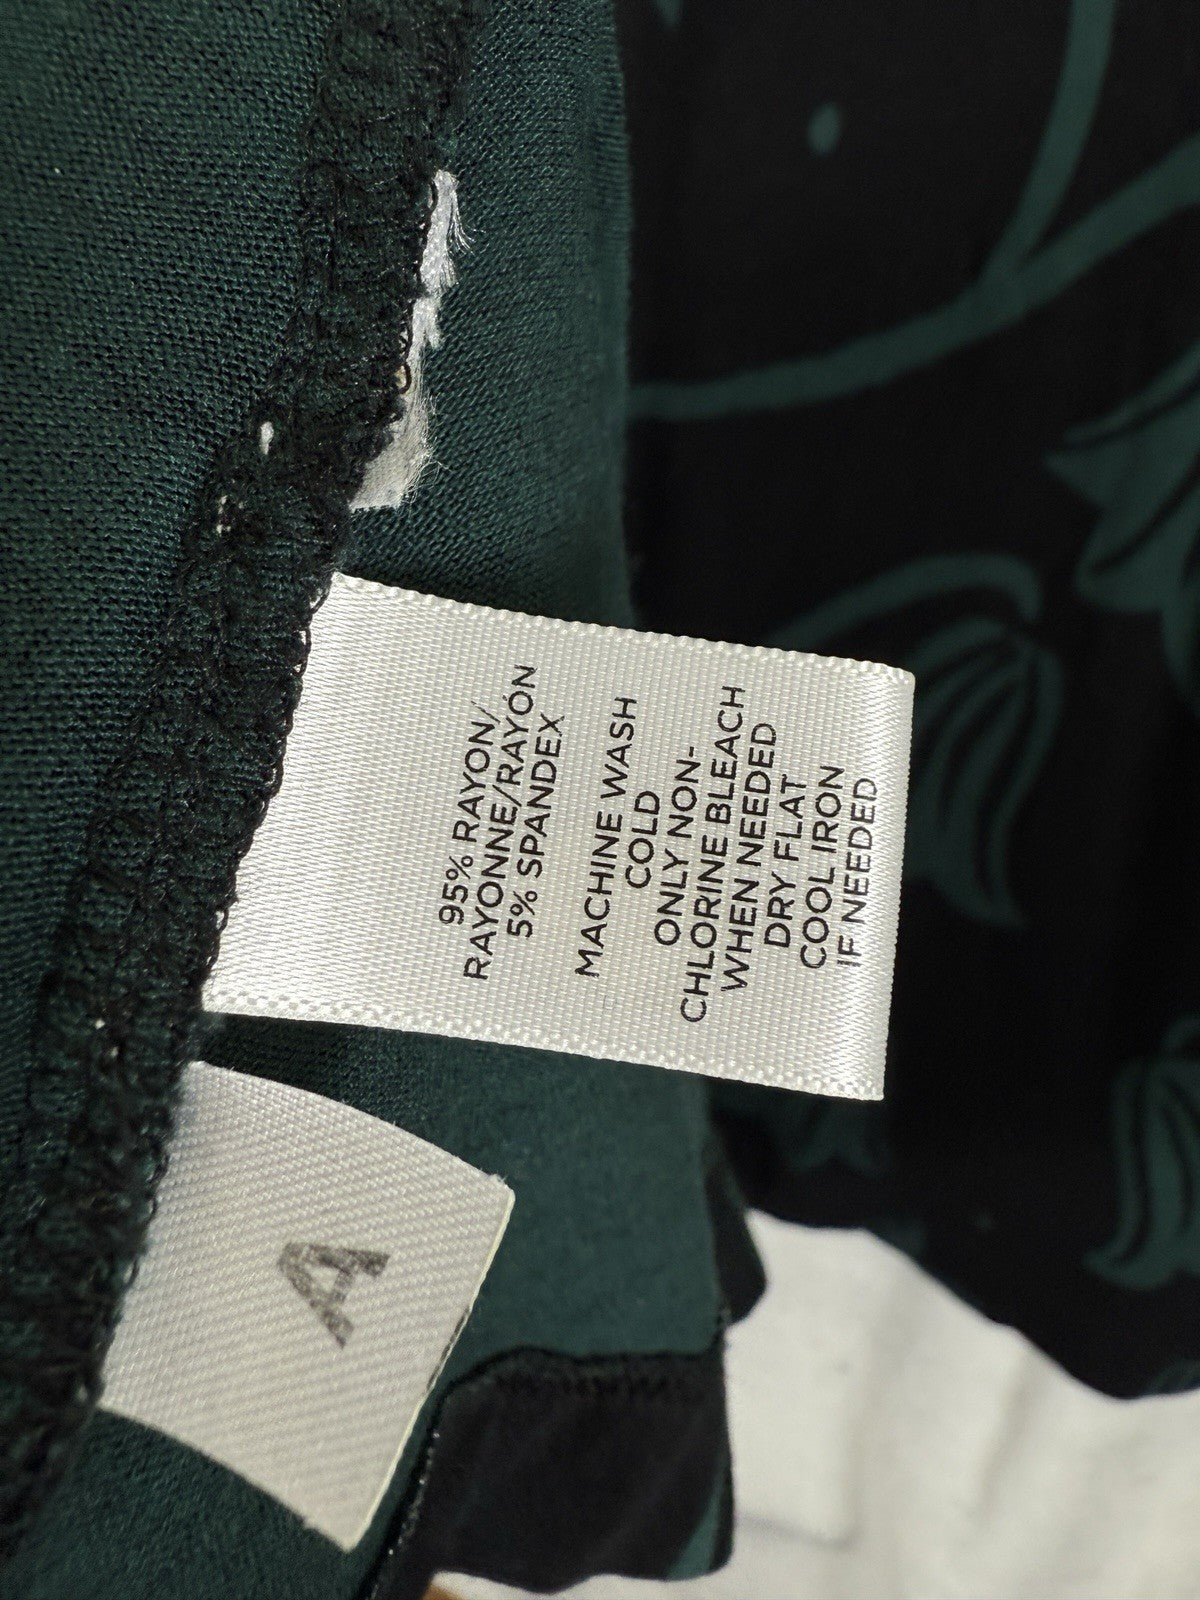 95% RAYON/
RAYONNE/RAYÓN
5% SPANDEX
MACHINE WASH
COLD
ONLY NON-
CHLORINE BLEACH
WHEN NEEDED
DRY FLAT
COOL IRON
IF NEEDED
A